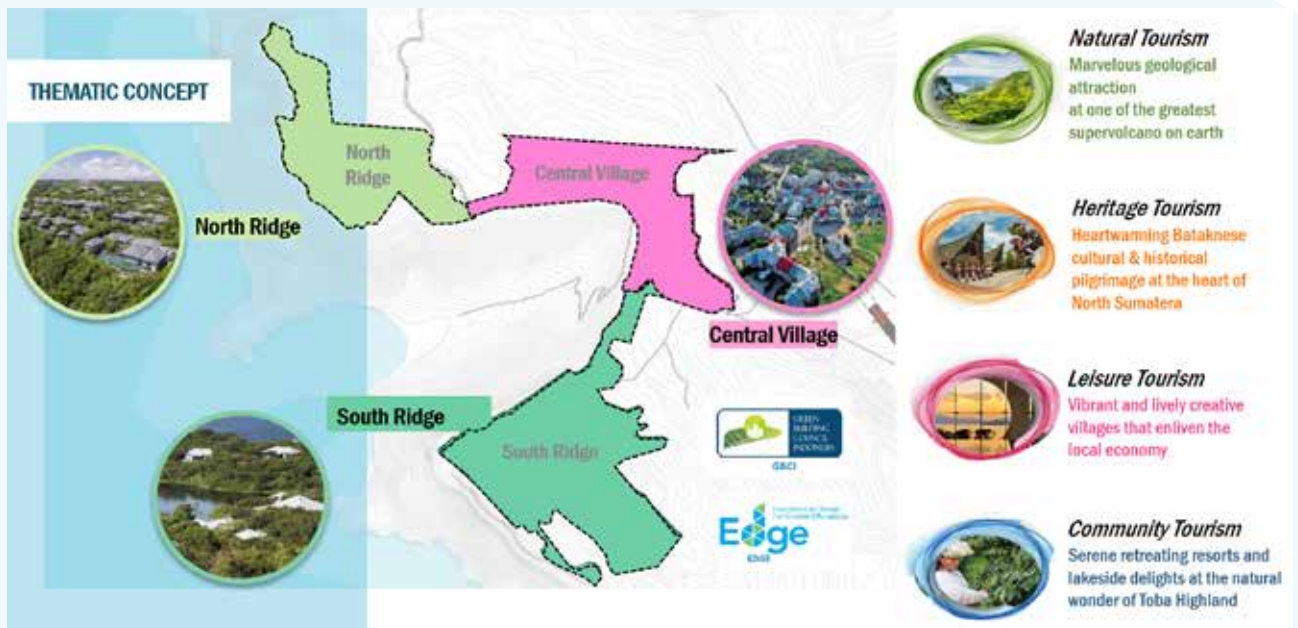 THEMATIC CONCEPT
North
Ridge
Central Village
North Ridge
Central Village
South Ridge
South Ridge
GREEN
BUILDING
COUNCIL
INDONESIA
GBCI
Edge
EDGE
Natural Tourism
Marvelous geological
attraction
at one of the greatest
supervolcano on earth
Heritage Tourism
Heartwarming Bataknese
cultural & historical
pilgrimage at the heart of
North Sumatera
Leisure Tourism
Vibrant and lively creative
villages that enliven the
local economy
Community Tourism
Serene retreating resorts and
lakeside delights at the natural
wonder of Toba Highland